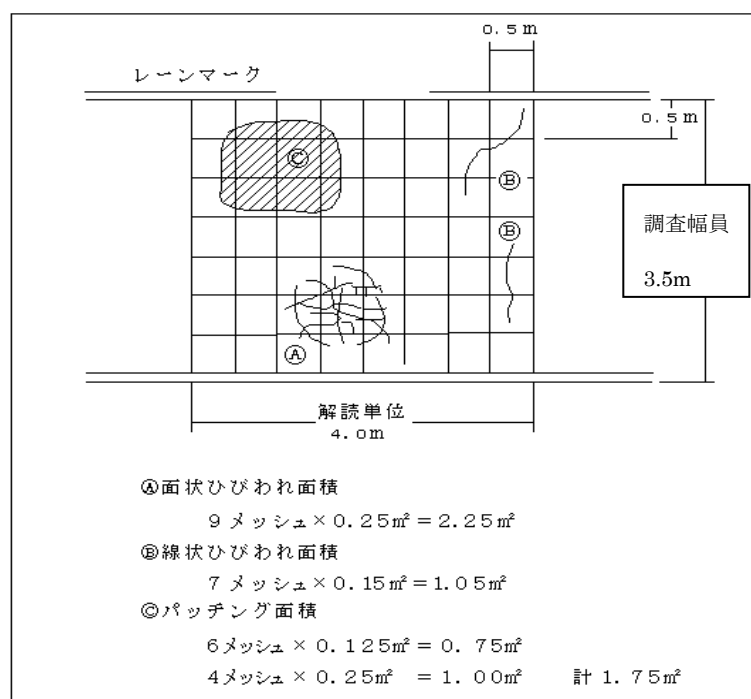 0.5m
レーンマーク
0.5m
Ⓒ
Ⓑ
Ⓑ
調査幅員
3.5m
Ⓐ
解読単位
4.0m
Ⓐ面状ひびわれ面積
9メッシュ×0.25㎡=2.25㎡
Ⓑ線状ひびわれ面積
7メッシュ×0.15㎡=1.05㎡
Ⓒパッチング面積
6メッシュ×0.125㎡=0.75㎡
4メッシュ×0.25㎡ =1.00㎡ 計1.75㎡